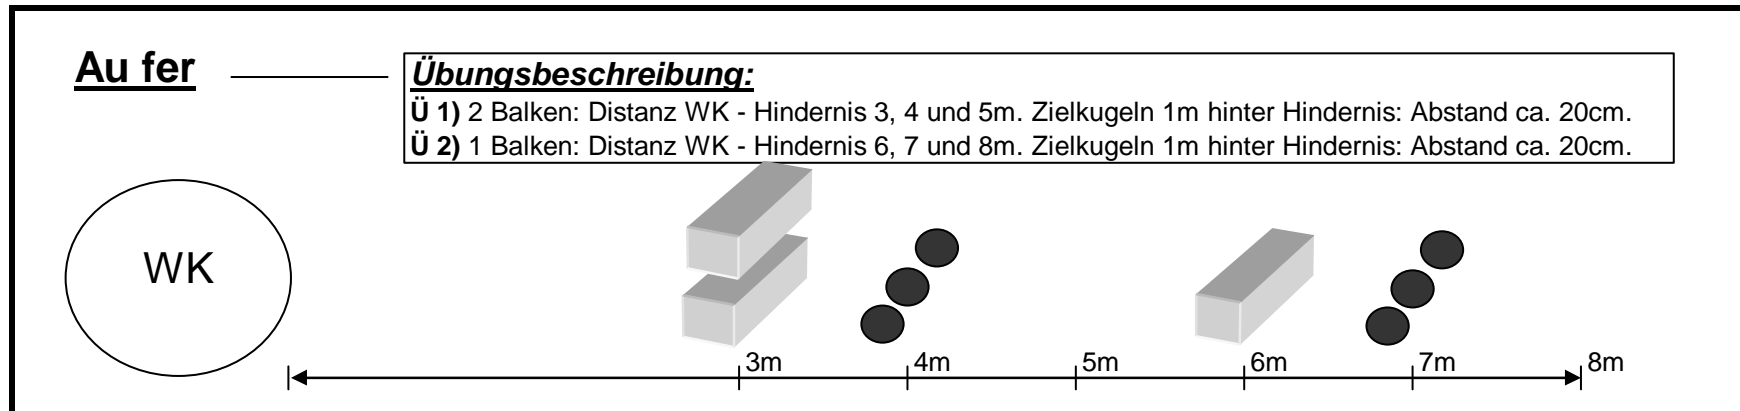 Au fer
Übungsbeschreibung:
Ü 1) 2 Balken: Distanz WK - Hindernis 3, 4 und 5m. Zielkugeln 1m hinter Hindernis: Abstand ca. 20cm.
Ü 2) 1 Balken: Distanz WK - Hindernis 6, 7 und 8m. Zielkugeln 1m hinter Hindernis: Abstand ca. 20cm.
WK
3m 4m 5m 6m 7m 8m